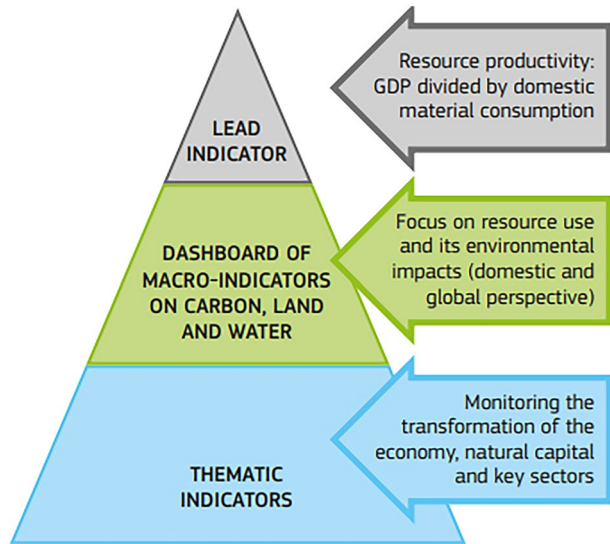 LEAD
INDICATOR
Resource productivity:
GDP divided by domestic
material consumption
DASHBOARD OF
MACRO-INDICATORS
ON CARBON, LAND
AND WATER
Focus on resource use
and its environmental
impacts (domestic and
global perspective)
THEMATIC
INDICATORS
Monitoring the
transformation of the
economy, natural capital
and key sectors